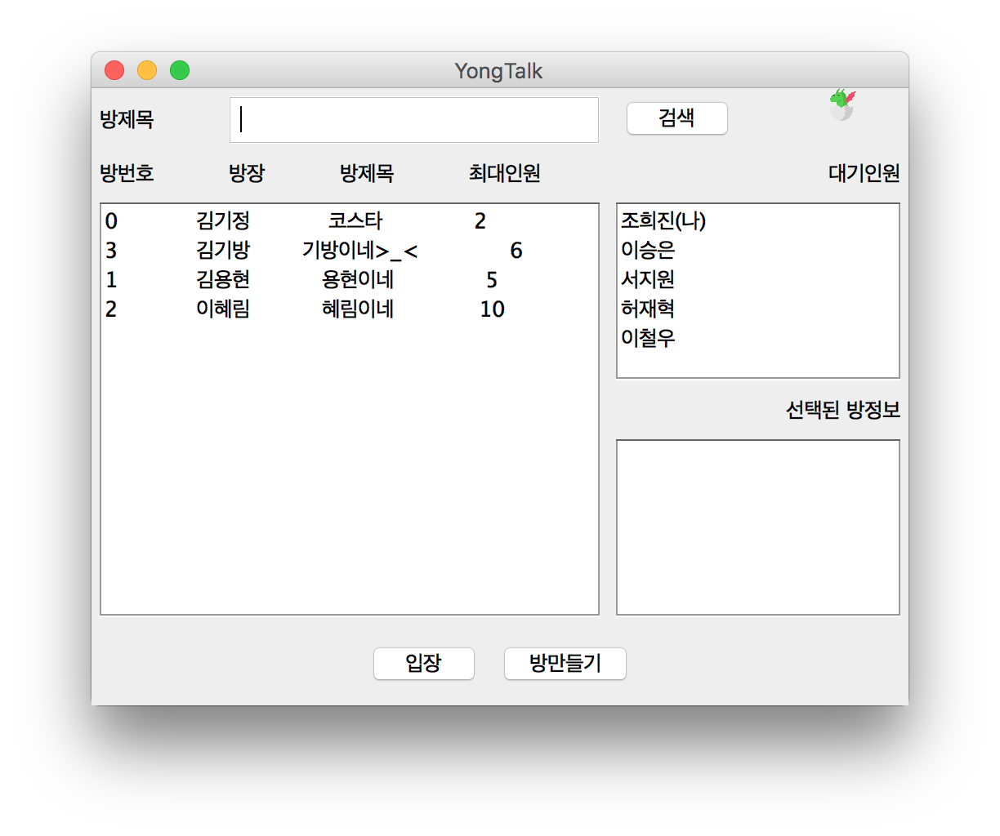 YongTalk
방제목 검색
방번호 방장 방제목 최대인원 대기인원
0 김기정 코스타 2
3 김기방 기방이네>_< 6
1 김용현 용현이네 5
2 이혜림 혜림이네 10
조희진(나)
이승은
서지원
허재혁
이철우
선택된 방정보
입장 방만들기